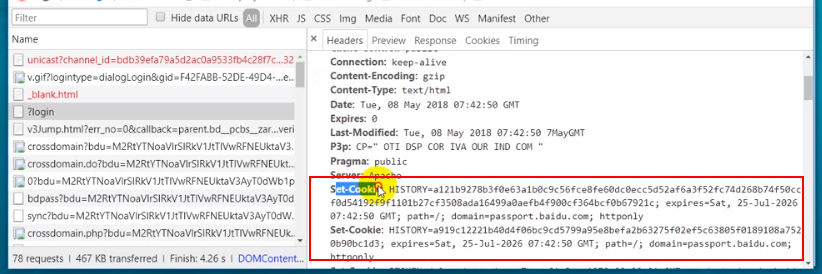 Filter Hide data URLs All XHR JS CSS Img Media Font Doc WS Manifest Other
Name
unicast?channel_id=bdb39efa79a5d2ac0a9533fb4c28f7c...32
v.gif?logintype=dialogLogin&gid=F42FABB-52DE-49D4-...e...
_blank.html
?login
v3Jump.html?err_no=0&callback=parent.bd__pcbs__zar...veri
crossdomain?bdu=M2RtYTNoaVlrSlRkV1JtTlVwRFNEUktaV3...
crossdomain.do?bdu=M2RtYTNoaVlrSlRkV1JtTlVwRFNEUkt...
0?bdu=M2RtYTNoaVlrSlRkV1JtTlVwRFNEUktaV3AyT0dWb1p
bdpass?bdu=M2RtYTNoaVlrSlRkV1JtTlVwRFNEUktaV3AyT0...
sync?bdu=M2RtYTNoaVlrSlRkV1JtTlVwRFNEUktaV3AyT0dW...
crossdomain.php?bdu=M2RtYTNoaVlrSlRkV1JtTlVwRFNEU...
78 requests | 467 KB transferred | Finish: 4.26 s | DOMContent...
× Headers Preview Response Cookies Timing
Connection: keep-alive
Content-Encoding: gzip
Content-Type: text/html
Date: Tue, 08 May 2018 07:42:50 GMT
Expires: 0
Last-Modified: Tue, 08 May 2018 07:42:50 7MayGMT
P3p: CP=" OTI DSP COR IVA OUR IND COM "
Pragma: public
Server: Apache
Set-Cookie: HISTORY=a121b9278b3f0e63a1b0c9c56fce8fe60dc0ecc5d52af6a3f52fc74d268b74f50cc
f0d54192f9f1101b27cf3508ada16499a0aefb4f900cf364bcf0b67921c; expires=Sat, 25-Jul-2026
07:42:50 GMT; path=/; domain=passport.baidu.com; httponly
Set-Cookie: HISTORY=a919c12221b40d4f06bc9cd5799a95e8befa2b63275f02ef5c63805f0189108a752
0b90bc1d3; expires=Sat, 25-Jul-2026 07:42:50 GMT; path=/; domain=passport.baidu.com;
httponly